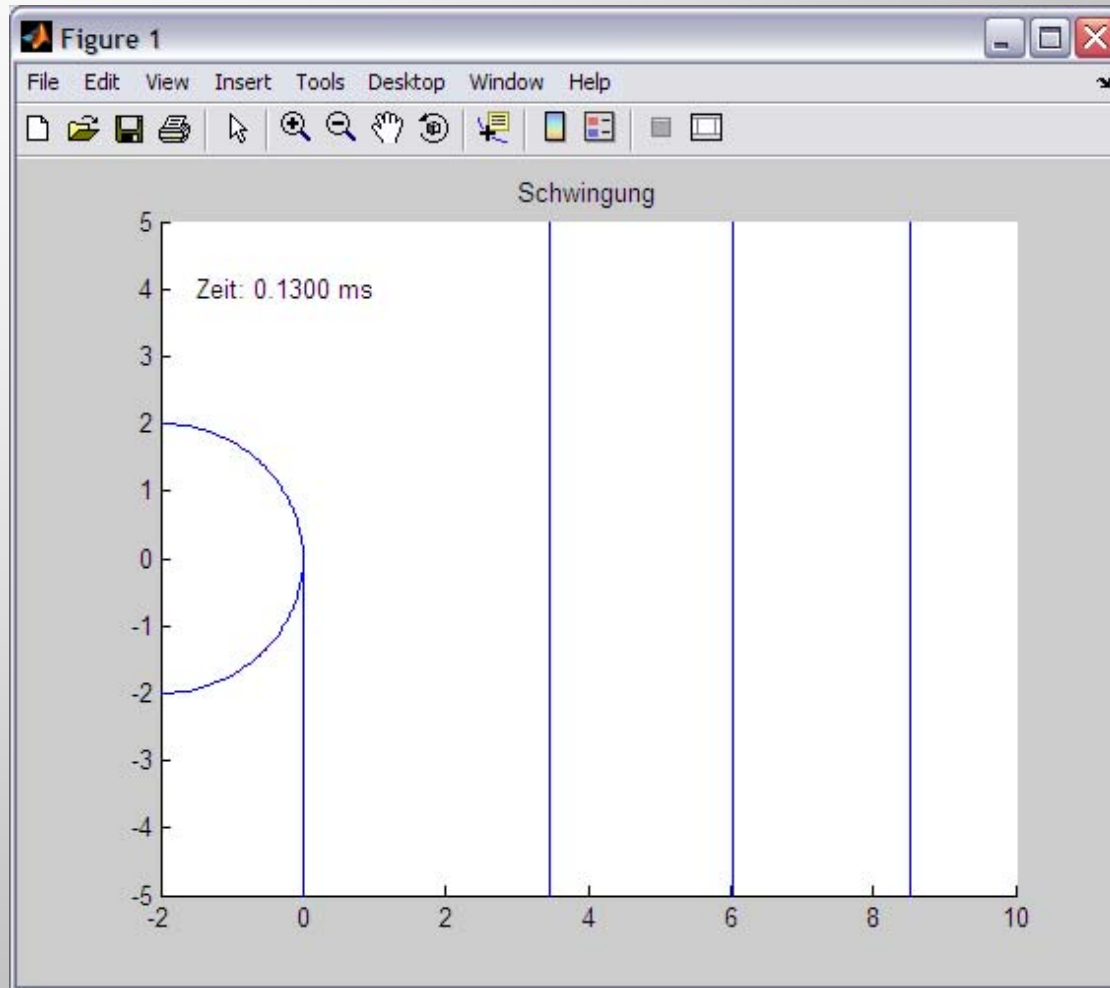 Figure 1
File Edit View Insert Tools Desktop Window Help
Schwingung
5
Zeit: 0.1300 ms
4
3
2
1
0
-1
-2
-3
-4
-5
-2 0 2 4 6 8 10